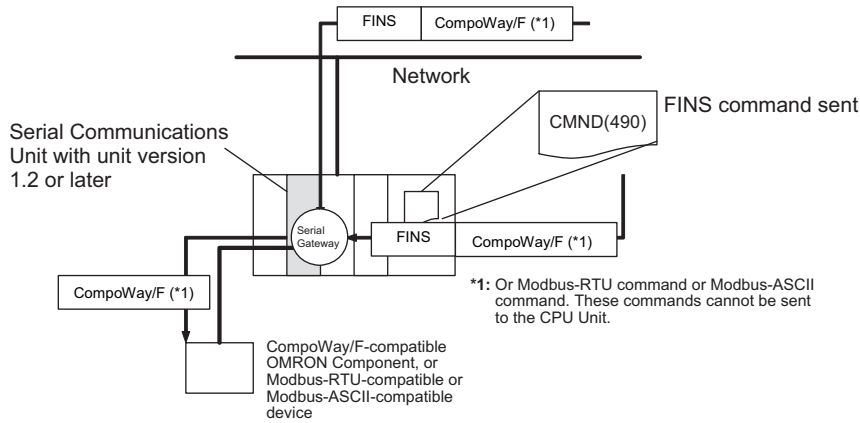 FINS CompoWay/F (*1)
Network
CMND(490)
FINS command sent
Serial Communications
Unit with unit version
1.2 or later
Serial
Gateway
FINS CompoWay/F (*1)
CompoWay/F (*1)
*1: Or Modbus-RTU command or Modbus-ASCII
command. These commands cannot be sent
to the CPU Unit.
CompoWay/F-compatible
OMRON Component, or
Modbus-RTU-compatible or
Modbus-ASCII-compatible
device